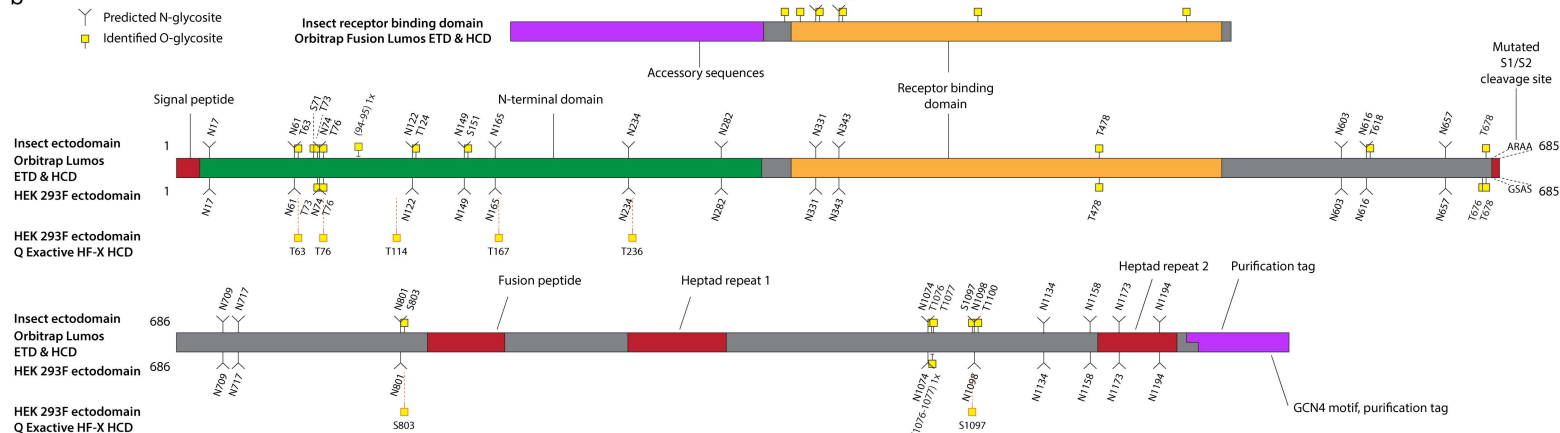 Predicted N-glycosite
Identified O-glycosite
Insect receptor binding domain
Orbitrap Fusion Lumos ETD & HCD
Accessory sequences
Receptor binding
domain
Mutated
S1/S2
cleavage site
Signal peptide
N-terminal domain
N17
N61
T63
S71
T73
N74
T76
(94-95) 1x
N122
T124
N149
S151
N165
N234
N282
N331
N343
T478
N603
N616
T618
N657
T678
Insect ectodomain
1
ARAA
685
Orbitrap Lumos
ETD & HCD
HEK 293F ectodomain
1
GSAS
685
N17
N61
T73
N74
T76
N122
N149
N165
N234
N282
N331
N343
T478
N603
N616
N657
T676
T678
HEK 293F ectodomain
Q Exactive HF-X HCD
T63
T76
T114
T167
T236
Fusion peptide
Heptad repeat 1
Heptad repeat 2
Purification tag
N709
N717
N801
S803
N1074
T1076
T1077
S1097
N1098
T1100
N1134
N1158
N1173
N1194
Insect ectodomain
686
Orbitrap Lumos
ETD & HCD
HEK 293F ectodomain
686
N709
N717
N801
N1074
1076-1077) 1x
N1098
N1134
N1158
N1173
N1194
GCN4 motif, purification tag
HEK 293F ectodomain
Q Exactive HF-X HCD
S803
S1097